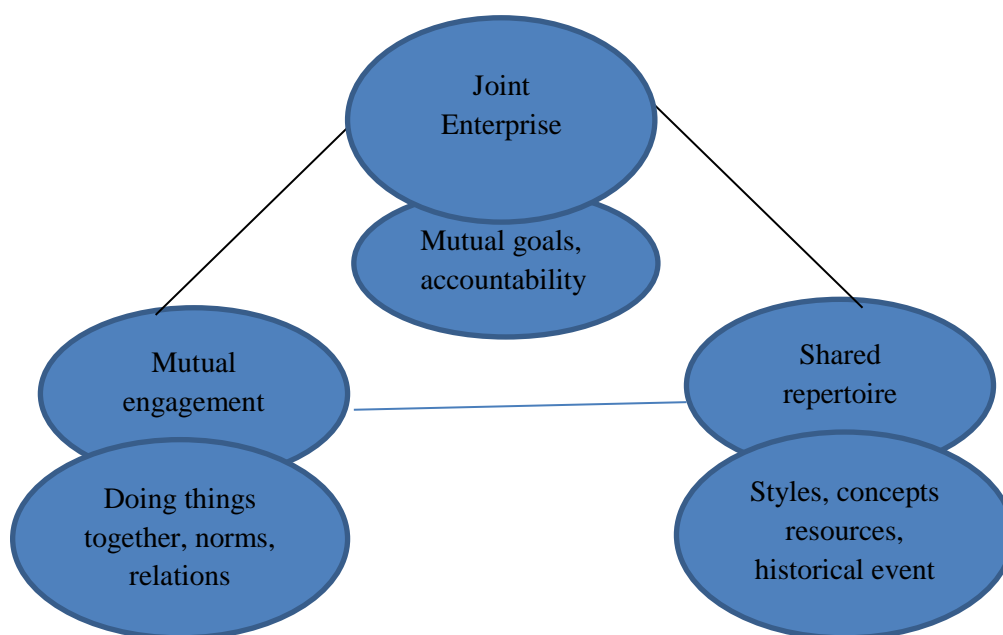 Joint
Enterprise
Mutual goals,
accountability
Mutual
engagement
Doing things
together, norms,
relations
Shared
repertoire
Styles, concepts
resources,
historical event